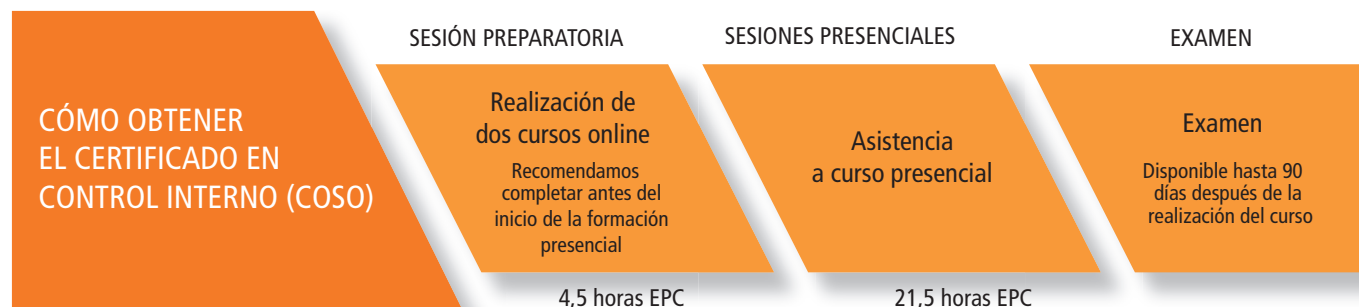 CÓMO OBTENER
EL CERTIFICADO EN
CONTROL INTERNO (COSO)
SESIÓN PREPARATORIA
Realización de
dos cursos online
Recomendamos
completar antes del
inicio de la formación
presencial
4,5 horas EPC
SESIONES PRESENCIALES
Asistencia
a curso presencial
21,5 horas EPC
EXAMEN
Examen
Disponible hasta 90
días después de la
realización del curso